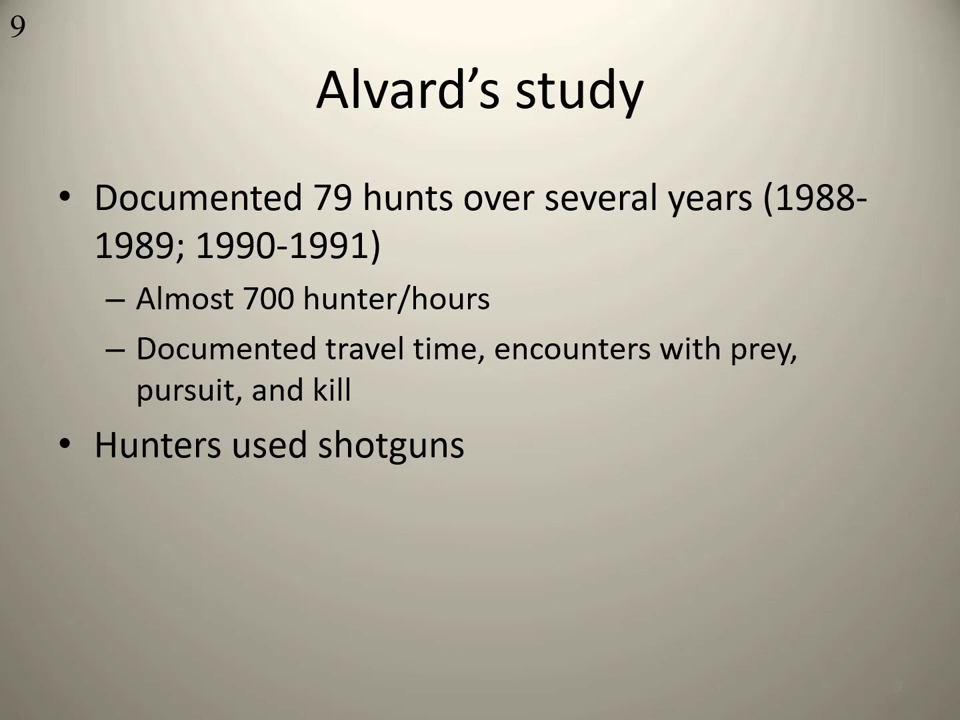 9
Alvard’s study
• Documented 79 hunts over several years (1988-
1989; 1990-1991)
– Almost 700 hunter/hours
– Documented travel time, encounters with prey,
pursuit, and kill
• Hunters used shotguns